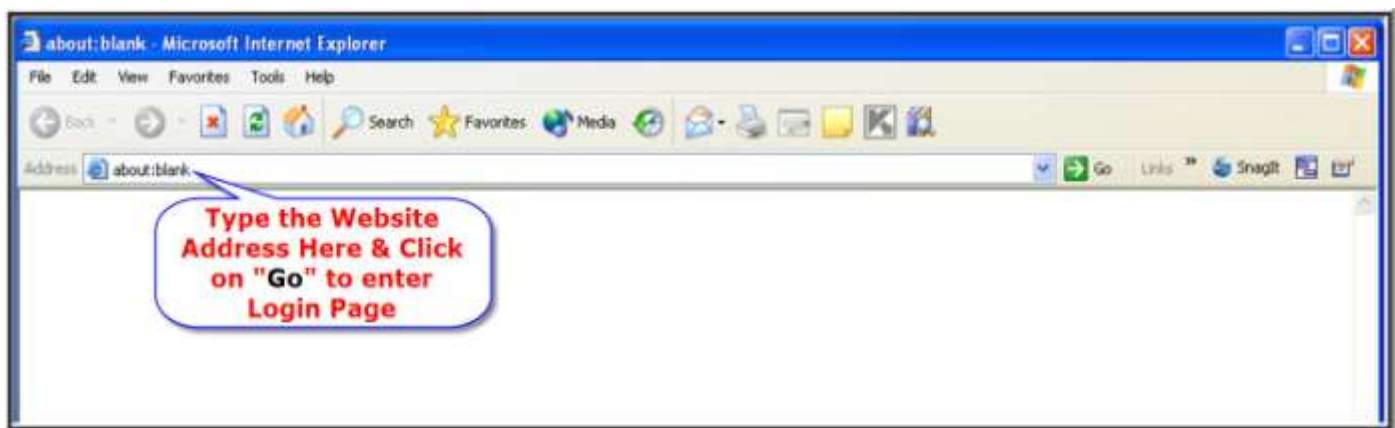 about:blank - Microsoft Internet Explorer
File Edit View Favorites Tools Help
Back Search Favorites Media
Address about:blank Go Links » SnagIt
Type the Website
Address Here & Click
on "Go" to enter
Login Page